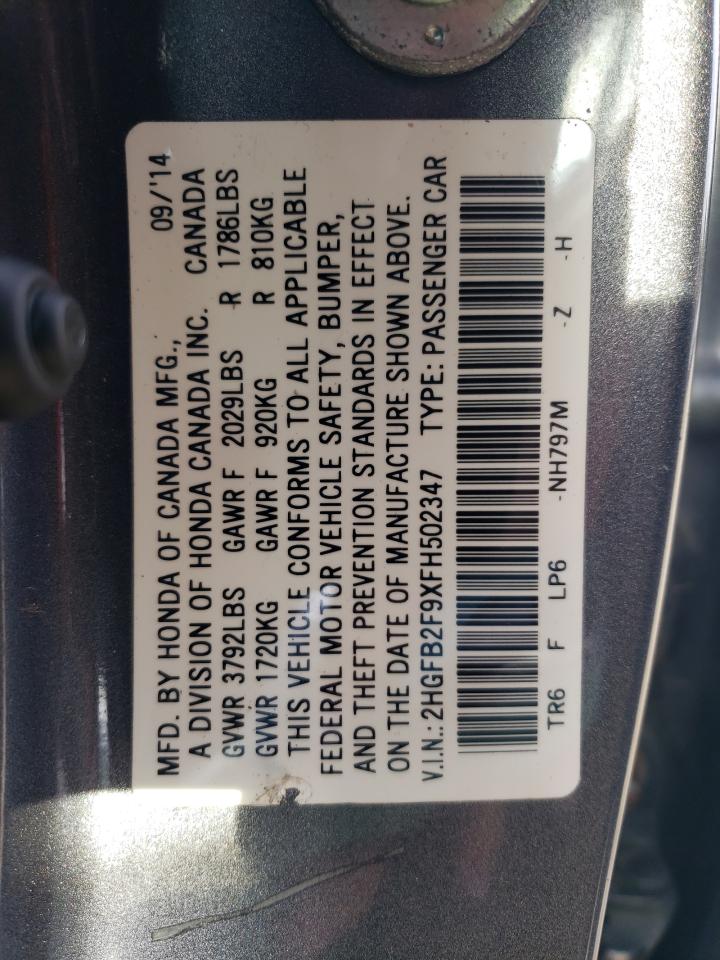 MFD. BY HONDA OF CANADA MFG., 09/'14
A DIVISION OF HONDA CANADA INC. CANADA
GVWR 3792LBS GAWR F 2029LBS R 1786LBS
GVWR 1720KG GAWR F 920KG R 810KG
THIS VEHICLE CONFORMS TO ALL APPLICABLE
FEDERAL MOTOR VEHICLE SAFETY, BUMPER,
AND THEFT PREVENTION STANDARDS IN EFFECT
ON THE DATE OF MANUFACTURE SHOWN ABOVE.
V.I.N.: 2HGFB2F9XFH502347 TYPE: PASSENGER CAR
TR6 F LP6 -NH797M -Z -H